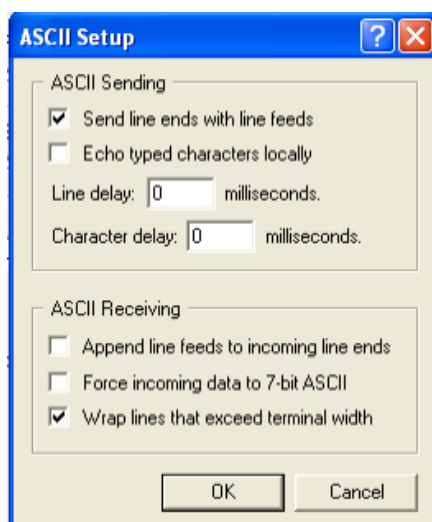 ASCII Setup
ASCII Sending
Send line ends with line feeds
Echo typed characters locally
Line delay: 0 milliseconds.
Character delay: 0 milliseconds.
ASCII Receiving
Append line feeds to incoming line ends
Force incoming data to 7-bit ASCII
Wrap lines that exceed terminal width
OK Cancel